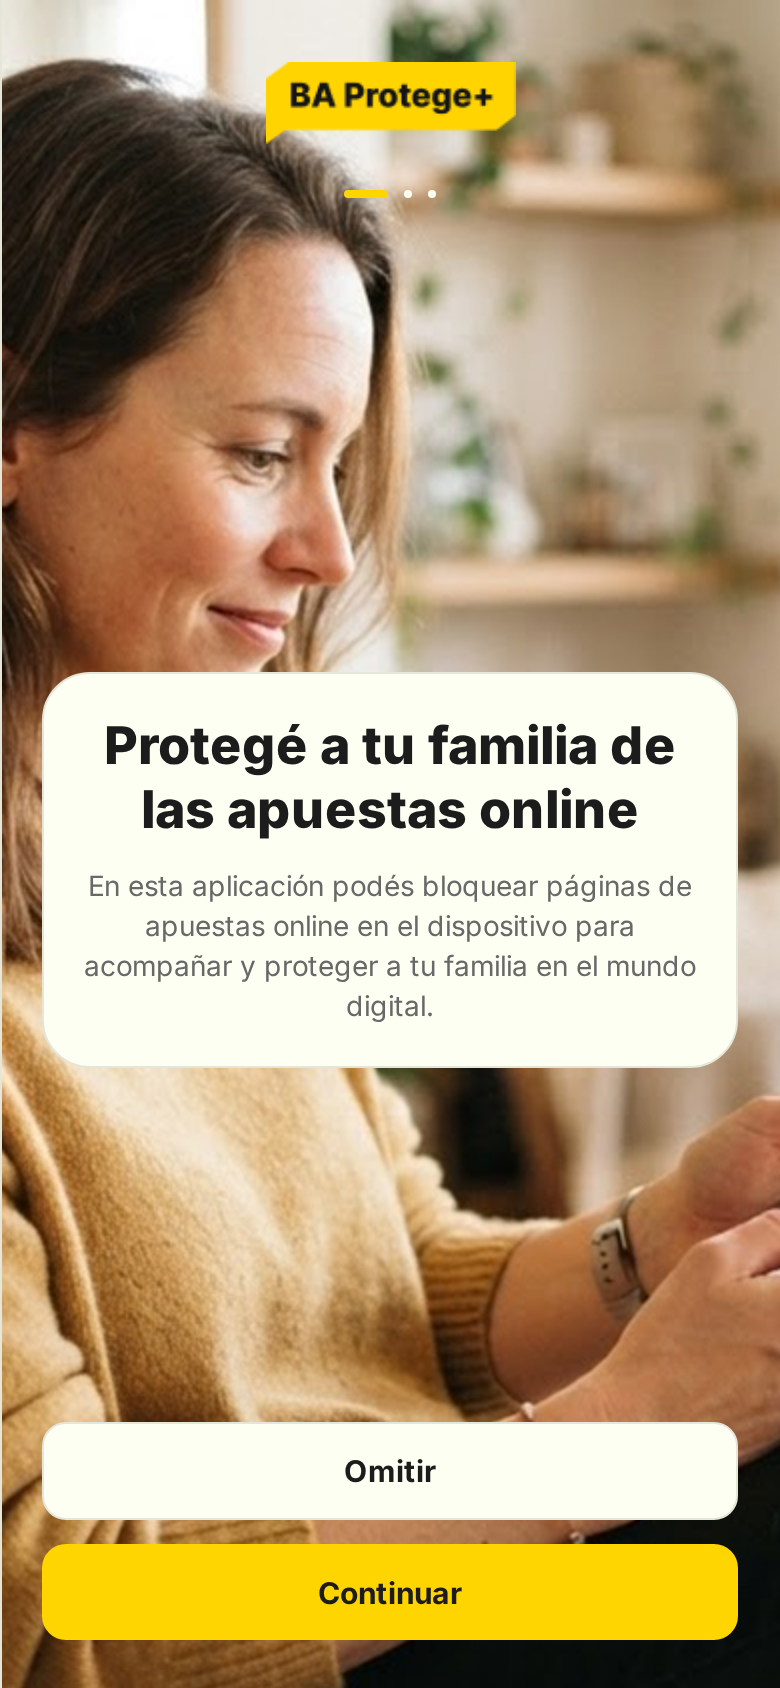 BA Protege+
Protegé a tu familia de
las apuestas online
En esta aplicación podés bloquear páginas de
apuestas online en el dispositivo para
acompañar y proteger a tu familia en el mundo
digital.
Omitir
Continuar